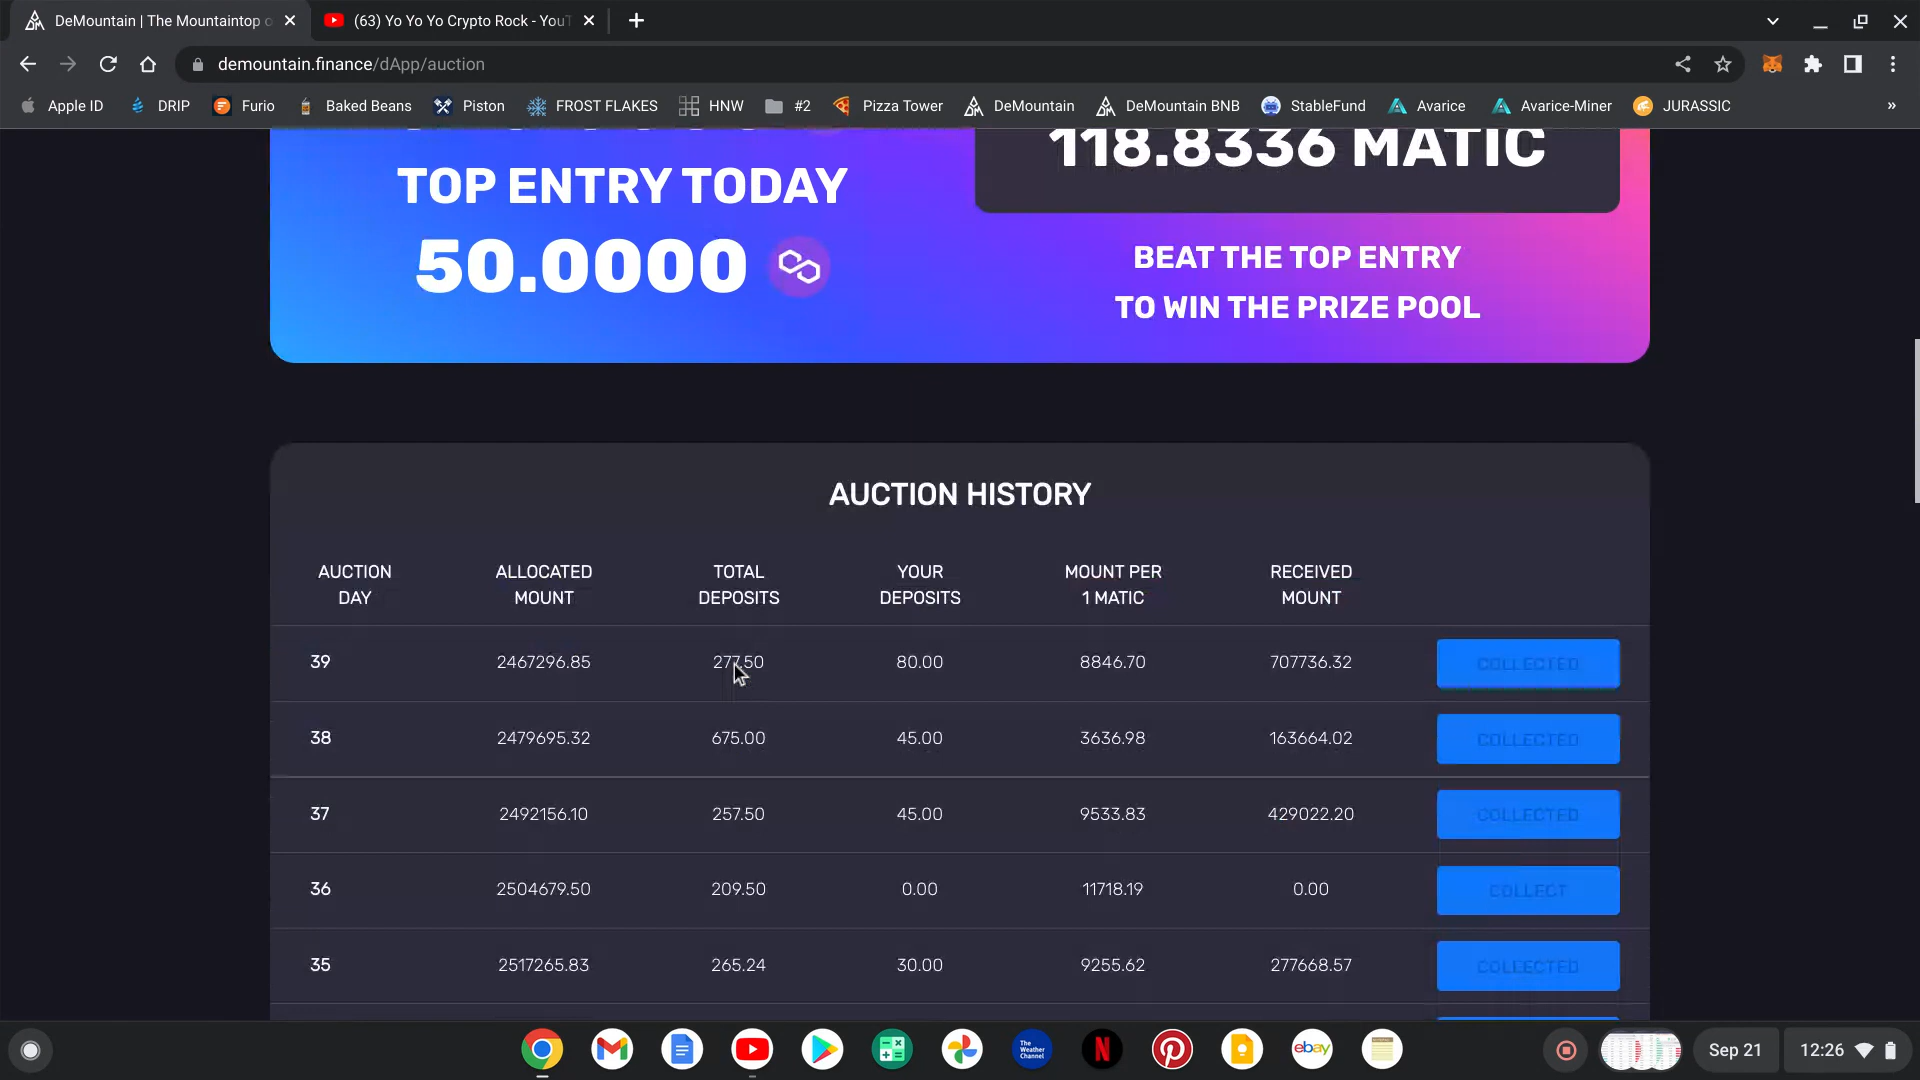 DeMountain | The Mountaintop o
(63) Yo Yo Yo Crypto Rock - YouT
demountain.finance/dApp/auction
Apple ID
DRIP
Furio
Baked Beans
Piston
FROST FLAKES
HNW
#2
Pizza Tower
DeMountain
DeMountain BNB
StableFund
Avarice
Avarice-Miner
JURASSIC
»
118.8336 MATIC
TOP ENTRY TODAY
50.0000
BEAT THE TOP ENTRY
TO WIN THE PRIZE POOL
AUCTION HISTORY
AUCTION DAY ALLOCATED MOUNT TOTAL DEPOSITS YOUR DEPOSITS MOUNT PER 1 MATIC RECEIVED MOUNT
39 2467296.85 277.50 80.00 8846.70 707736.32 COLLECTED
38 2479695.32 675.00 45.00 3636.98 163664.02 COLLECTED
37 2492156.10 257.50 45.00 9533.83 429022.20 COLLECTED
36 2504679.50 209.50 0.00 11718.19 0.00 COLLECT
35 2517265.83 265.24 30.00 9255.62 277668.57 COLLECTED
The Weather Channel
N
ebay
Sep 21
12:26